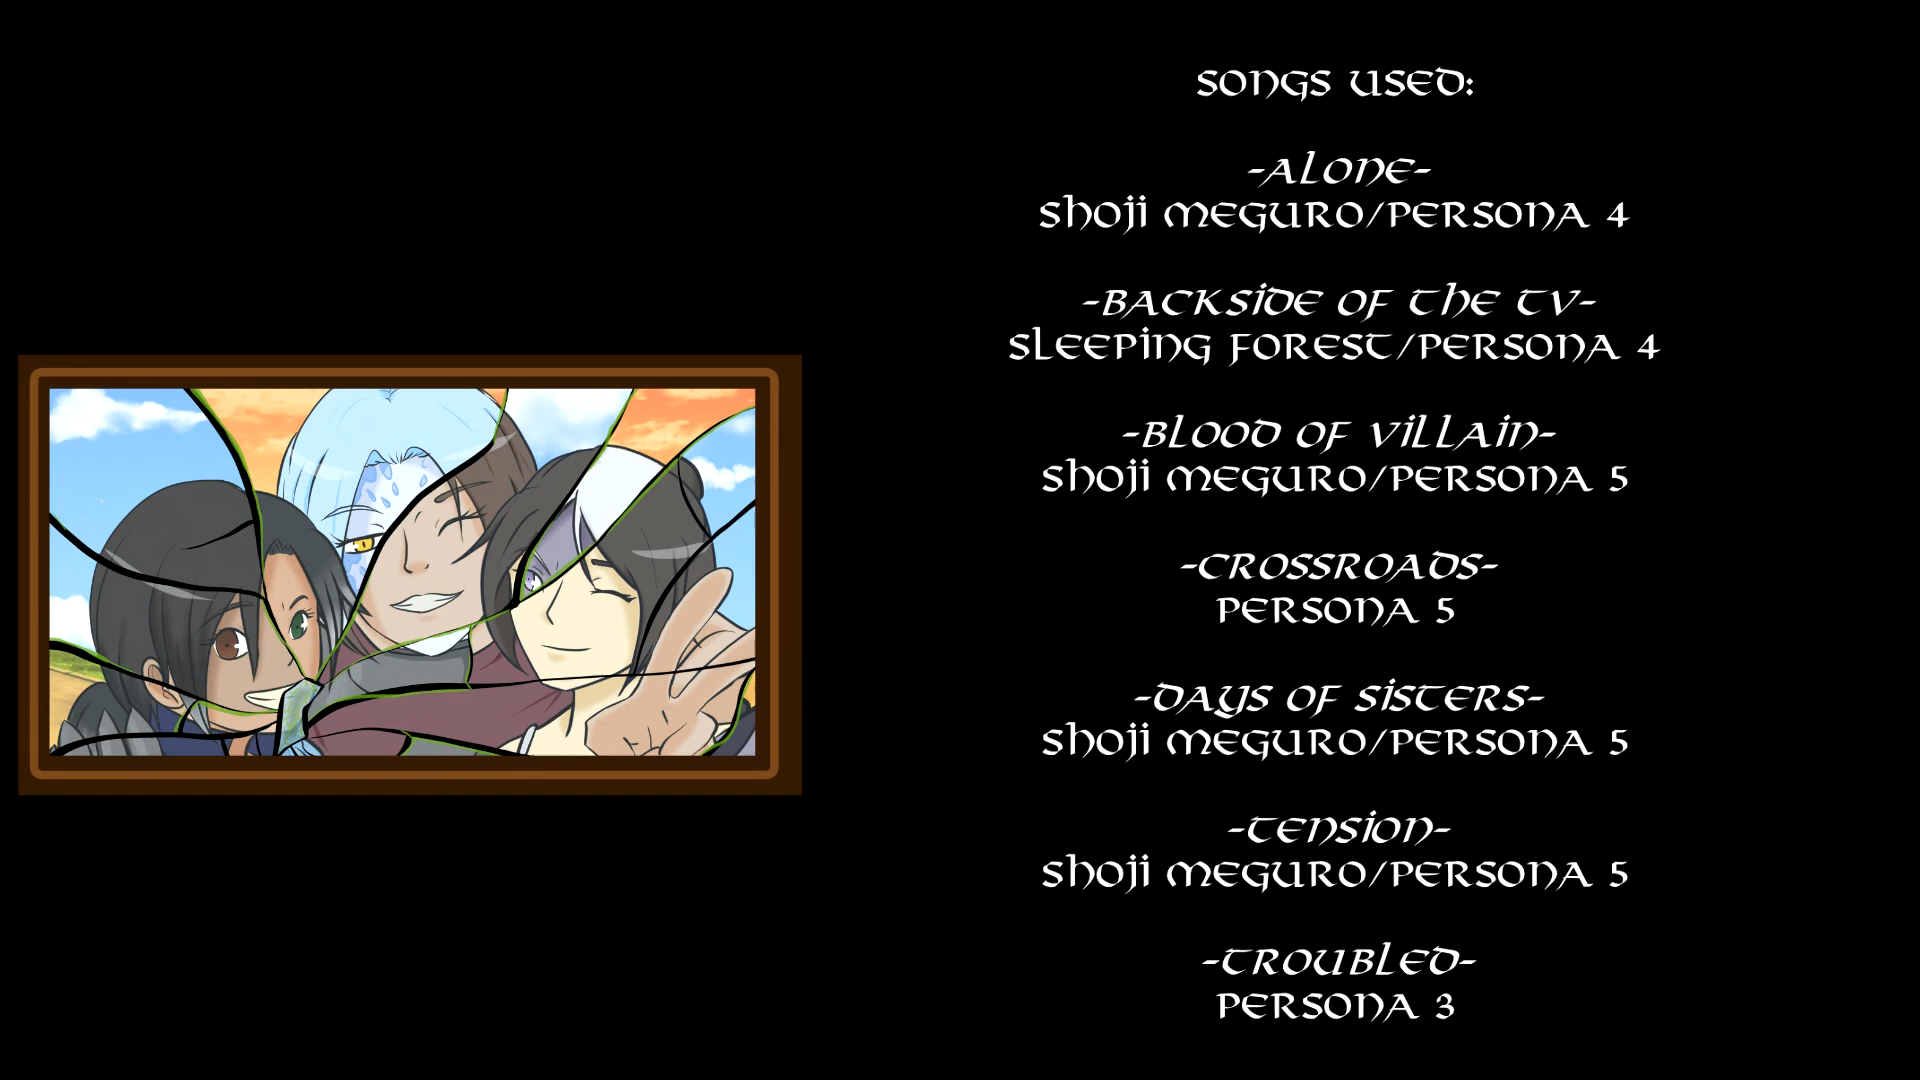 SONGS USED:
-ALONE-
SHOJI MEGURO/PERSONA 4
-BACKSIDE OF THE TV-
SLEEPING FOREST/PERSONA 4
-BLOOD OF VILLAIN-
SHOJI MEGURO/PERSONA 5
-CROSSROADS-
PERSONA 5
-DAYS OF SISTERS-
SHOJI MEGURO/PERSONA 5
-TENSION-
SHOJI MEGURO/PERSONA 5
-TROUBLED-
PERSONA 3